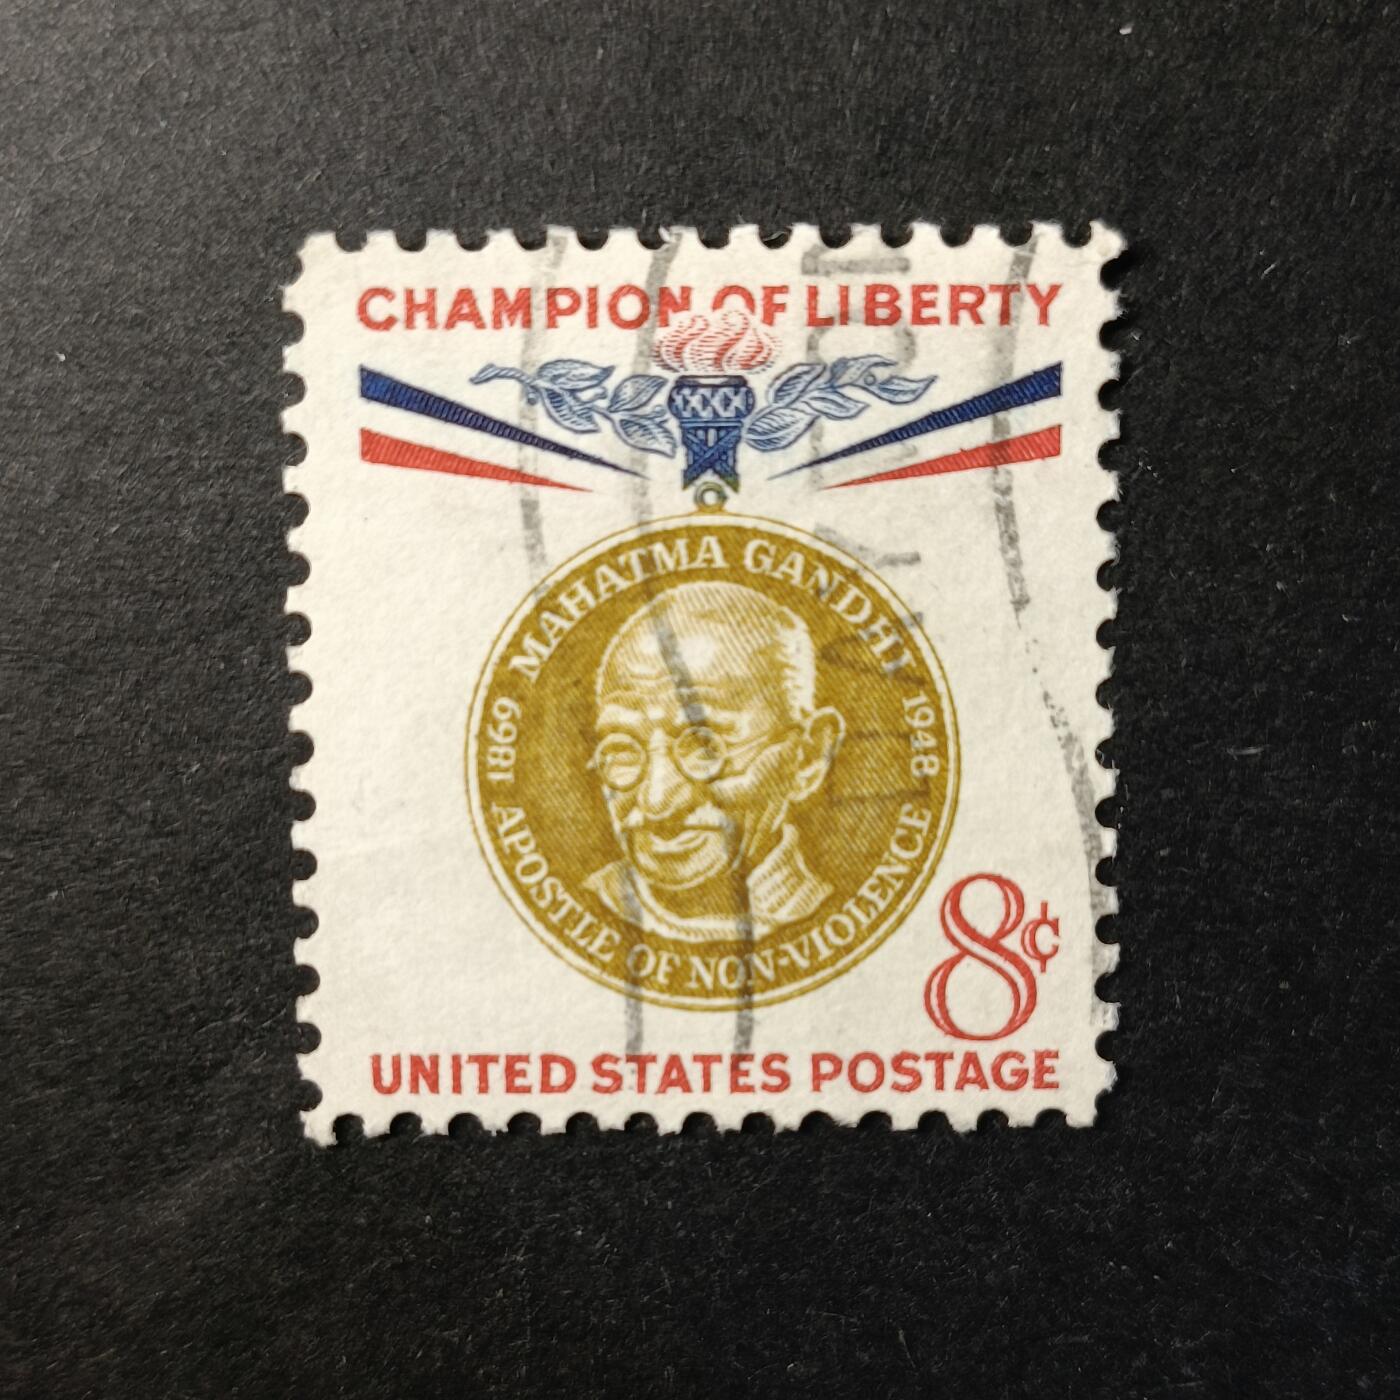 CHAMPION OF LIBERTY
MAHATMA GANDHI
1869
1948
APOSTLE OF NON-VIOLENCE
8¢
UNITED STATES POSTAGE